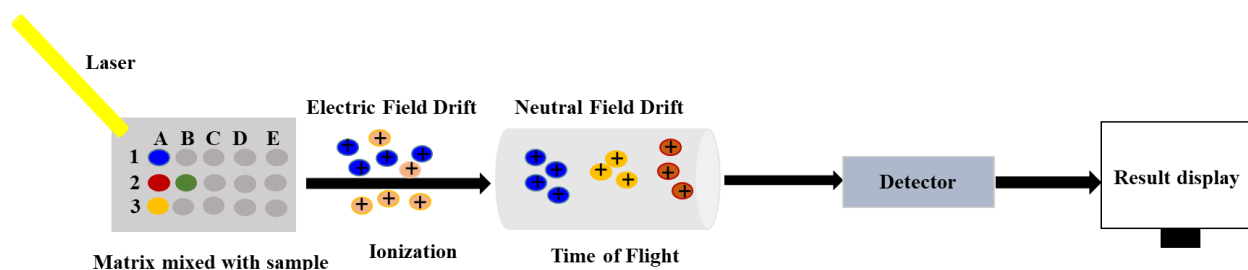 Laser
Electric Field Drift
Neutral Field Drift
A B C D E
1
2
3
+ + + + + + + + +
+ + + + + + + + + +
Detector
Result display
Ionization
Time of Flight
Matrix mixed with sample